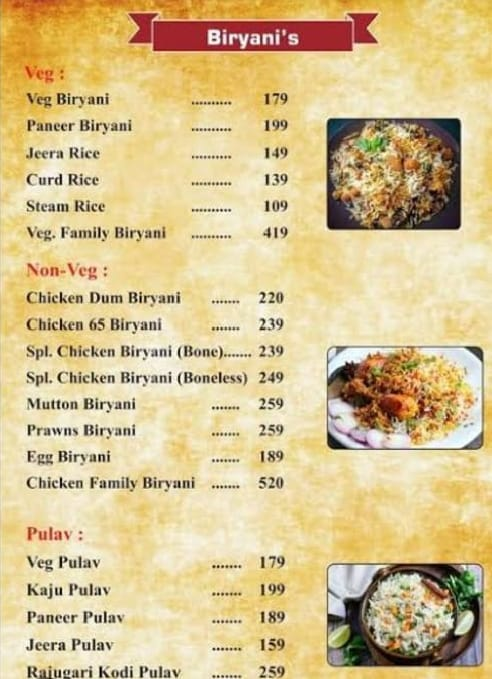 Biryani's
Veg :
Veg Biryani .......... 179
Paneer Biryani .......... 199
Jeera Rice .......... 149
Curd Rice .......... 139
Steam Rice .......... 109
Veg. Family Biryani .......... 419
Non-Veg :
Chicken Dum Biryani ....... 220
Chicken 65 Biryani ....... 239
Spl. Chicken Biryani (Bone)....... 239
Spl. Chicken Biryani (Boneless) 249
Mutton Biryani ....... 259
Prawns Biryani ....... 259
Egg Biryani ....... 189
Chicken Family Biryani ....... 520
Pulav :
Veg Pulav ....... 179
Kaju Pulav ....... 199
Paneer Pulav ....... 189
Jeera Pulav ....... 159
Rajugari Kodi Pulav ....... 259